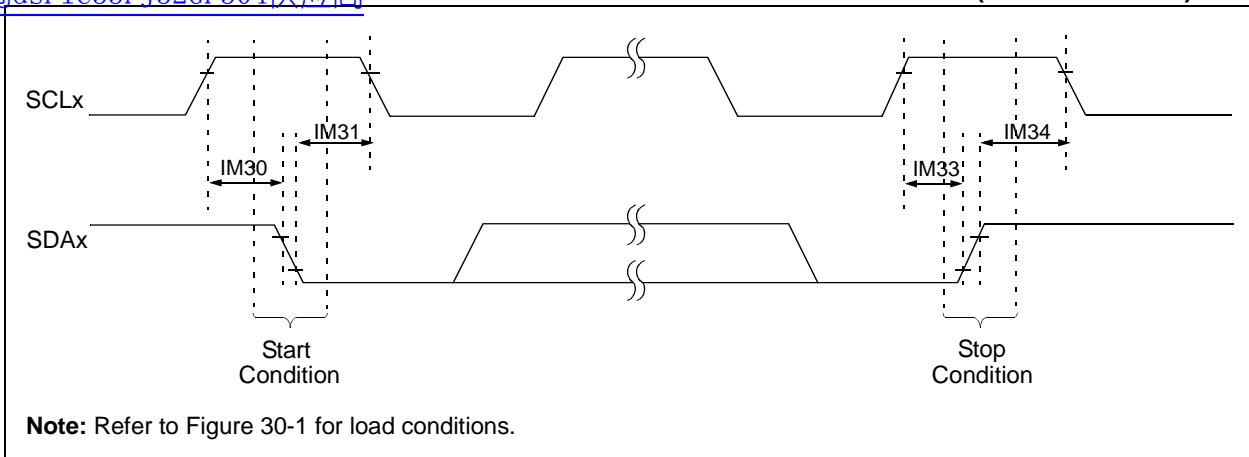 SCLx
IM31
IM34
IM30
IM33
SDAx
Start
Condition
Stop
Condition
Note: Refer to Figure 30-1 for load conditions.